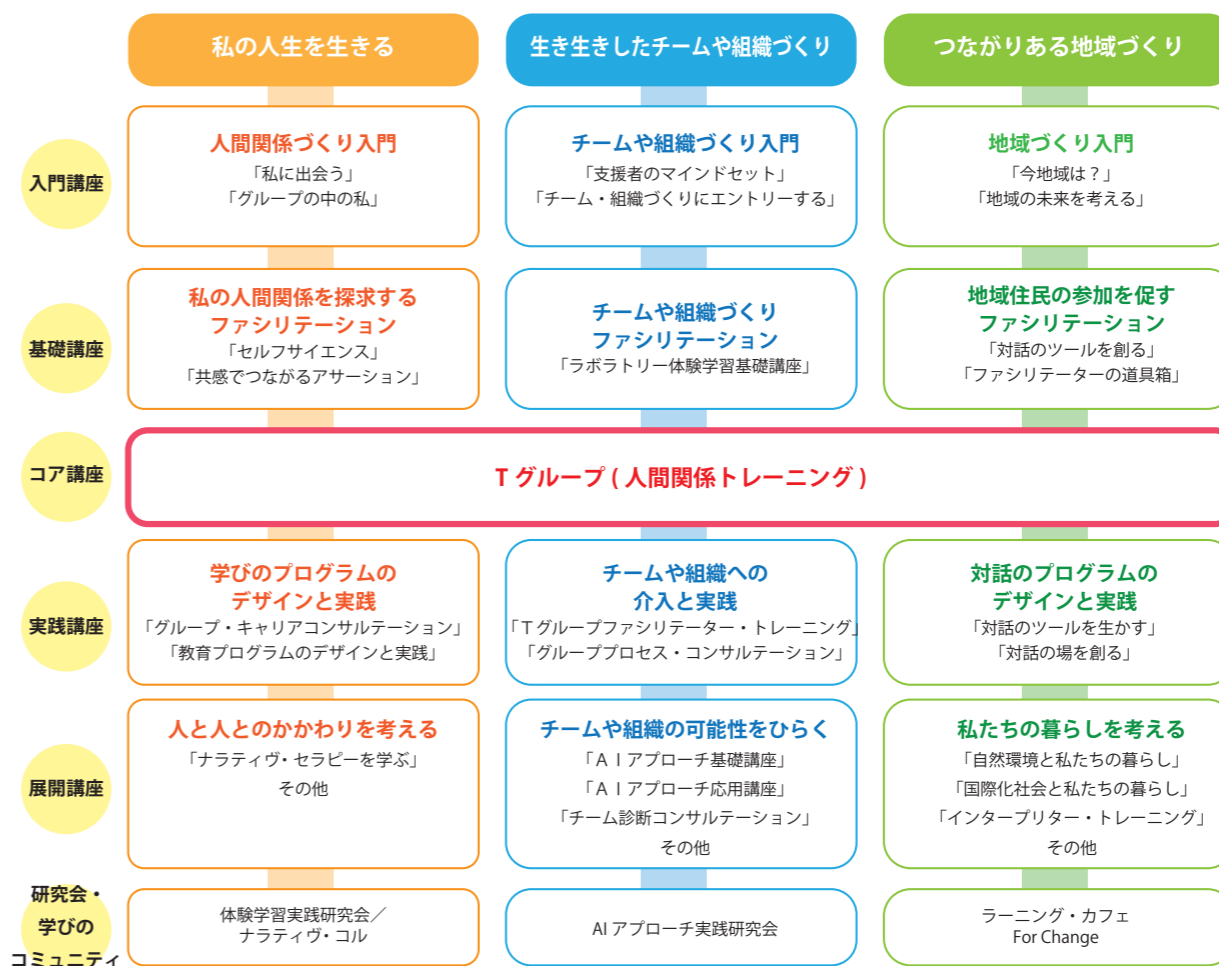 私の人生を生きる
生き生きしたチームや組織づくり
つながりある地域づくり
入門講座
人間関係づくり入門
「私に出会う」
「グループの中の私」
チームや組織づくり入門
「支援者のマインドセット」
「チーム・組織づくりにエントリーする」
地域づくり入門
「今地域は？」
「地域の未来を考える」
基礎講座
私の人間関係を探求する
ファシリテーション
「セルフサイエンス」
「共感でつながるアサーション」
チームや組織づくり
ファシリテーション
「ラボラトリー体験学習基礎講座」
地域住民の参加を促す
ファシリテーション
「対話のツールを創る」
「ファシリテーターの道具箱」
コア講座
T グループ ( 人間関係トレーニング )
実践講座
学びのプログラムの
デザインと実践
「グループ・キャリアコンサルテーション」
「教育プログラムのデザインと実践」
チームや組織への
介入と実践
「Tグループファシリテーター・トレーニング」
「グループプロセス・コンサルテーション」
対話のプログラムの
デザインと実践
「対話のツールを生かす」
「対話の場を創る」
展開講座
人と人とのかかわりを考える
「ナラティヴ・セラピーを学ぶ」
その他
チームや組織の可能性をひらく
「ＡＩアプローチ基礎講座」
「ＡＩアプローチ応用講座」
「チーム診断コンサルテーション」
その他
私たちの暮らしを考える
「自然環境と私たちの暮らし」
「国際化社会と私たちの暮らし」
「インタープリター・トレーニング」
その他
研究会・
学びの
コミュニティ
体験学習実践研究会／
ナラティヴ・コル
AI アプローチ実践研究会
ラーニング・カフェ
For Change